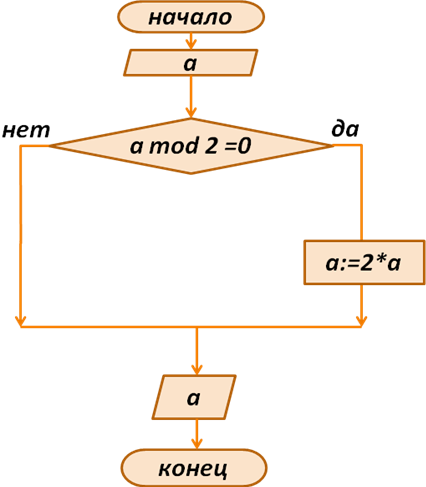 начало
a
нет
да
a mod 2 =0
a:=2*a
a
конец